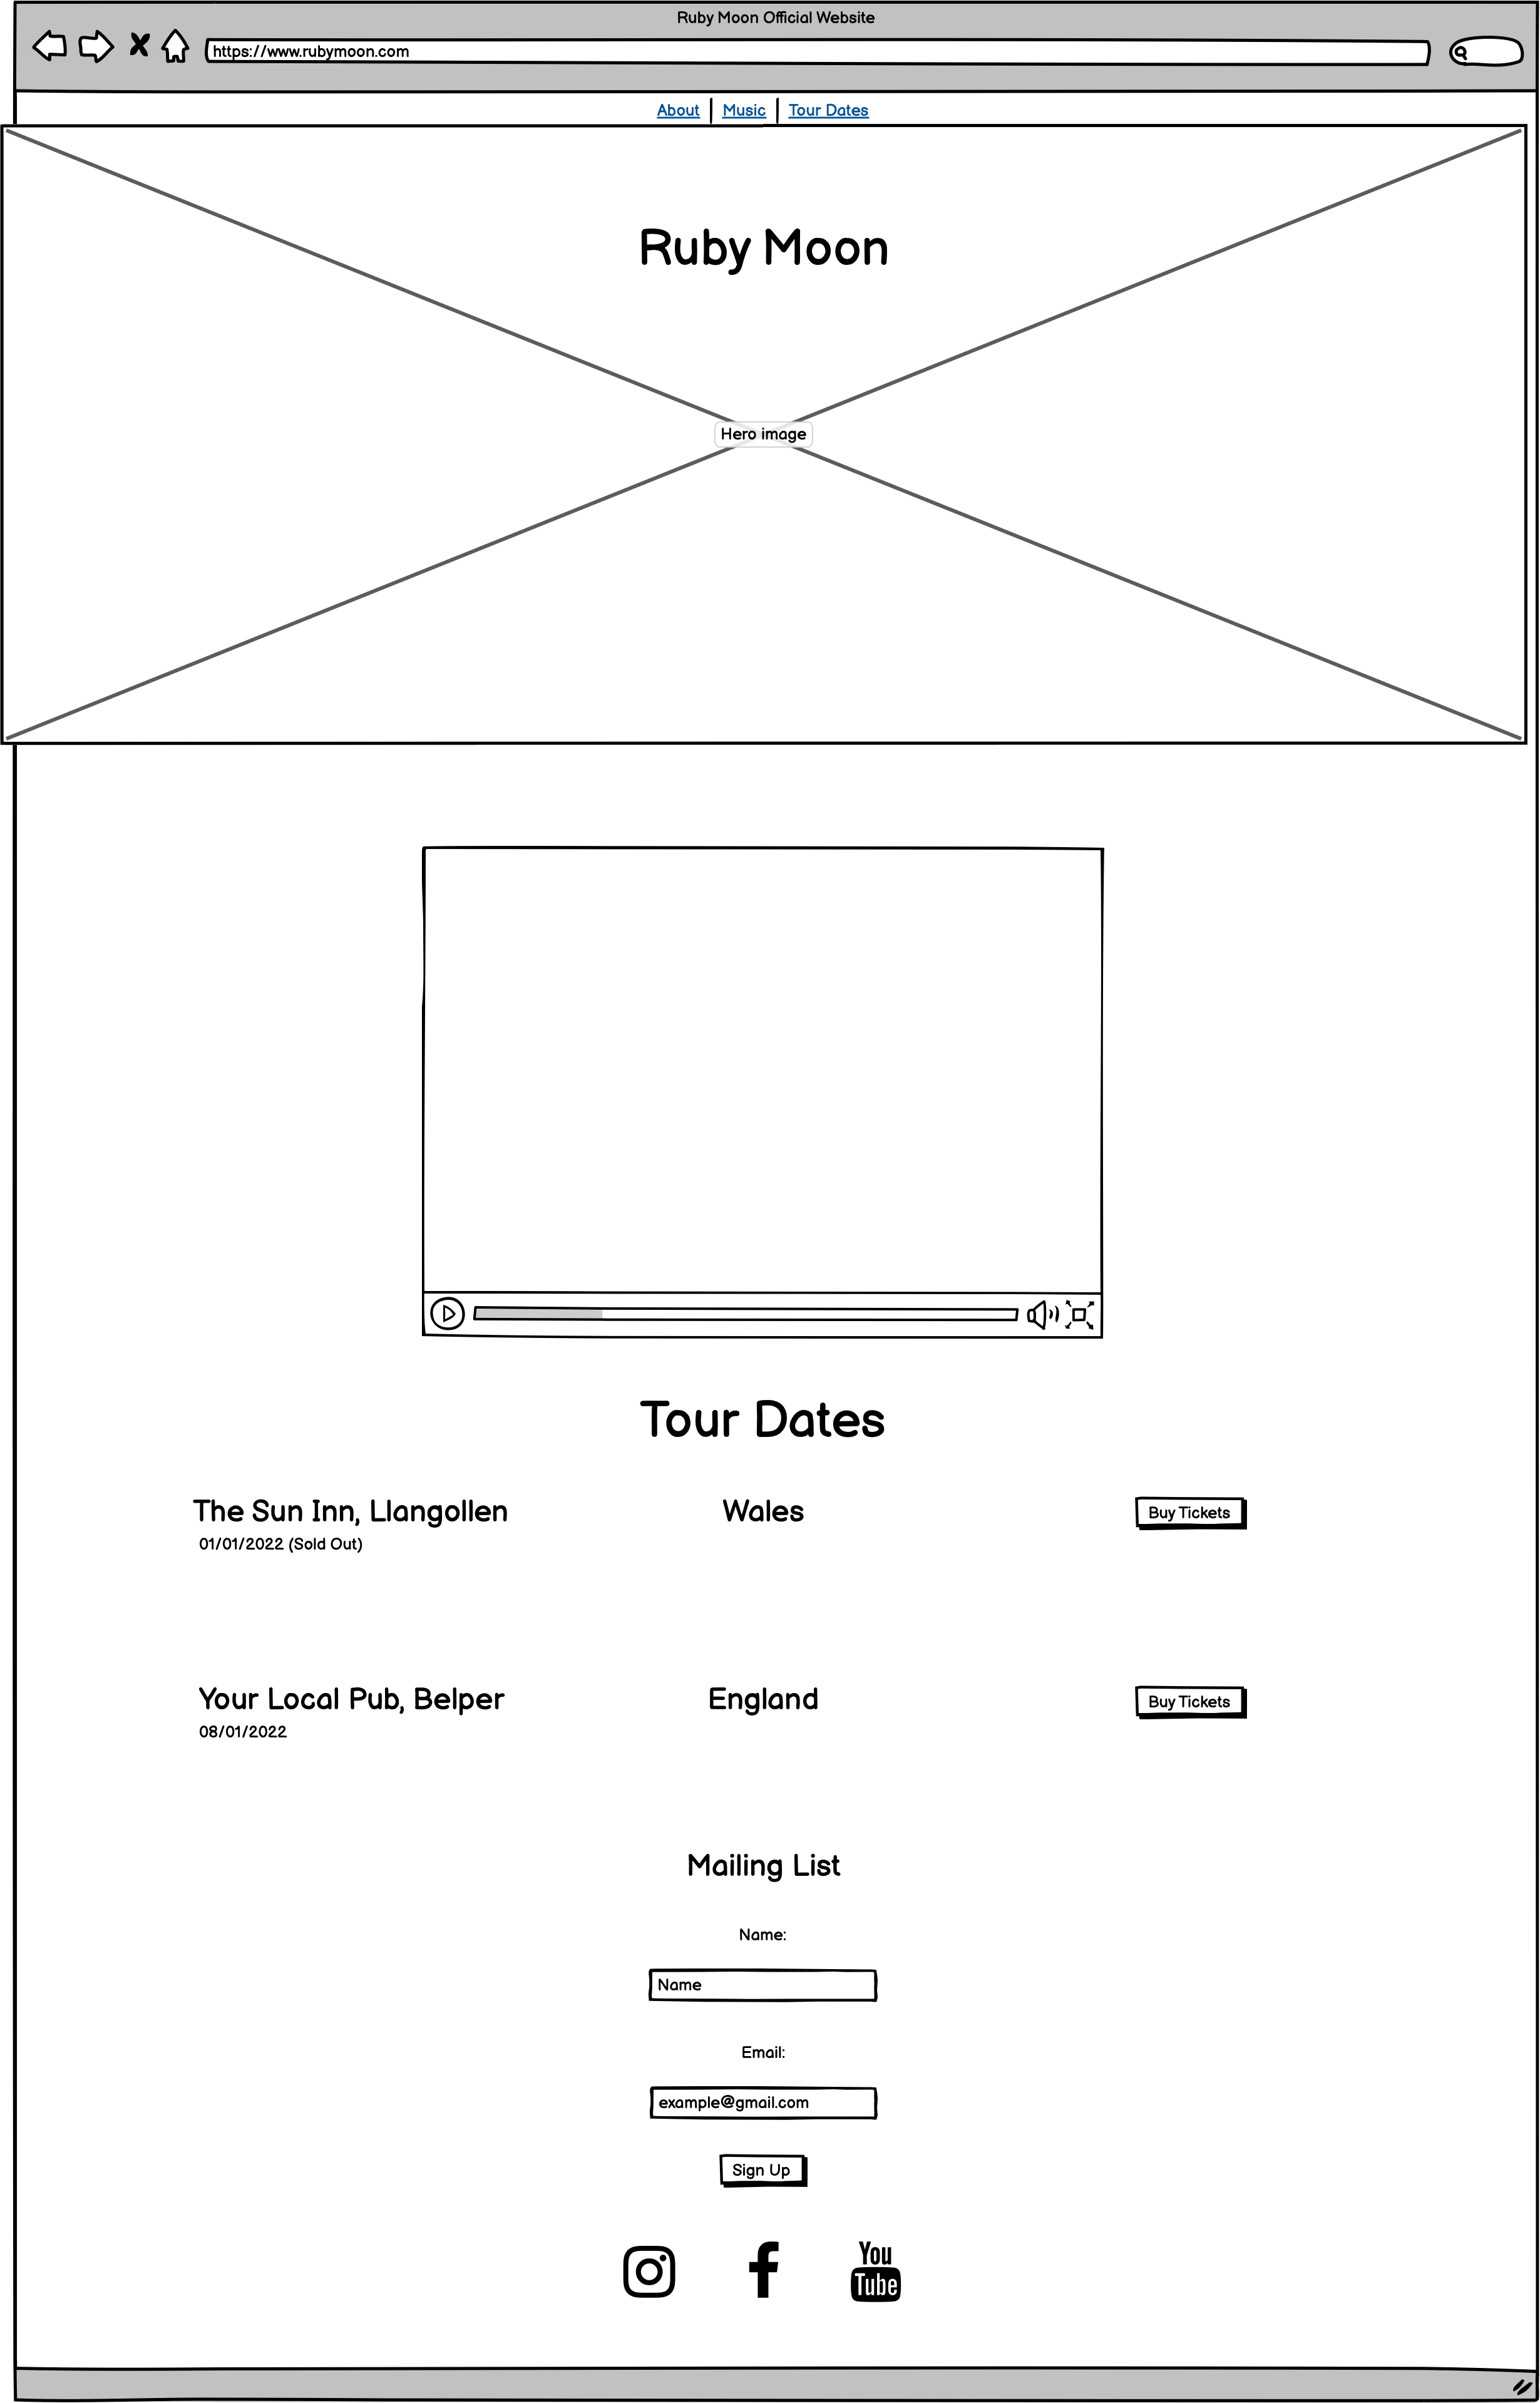 Ruby Moon Official Website
https://www.rubymoon.com
About | Music | Tour Dates
Ruby Moon
Hero image
Tour Dates
The Sun Inn, Llangollen Wales Buy Tickets
01/01/2022 (Sold Out)
Your Local Pub, Belper England Buy Tickets
08/01/2022
Mailing List
Name:
Name
Email:
example@gmail.com
Sign Up
You
Tube